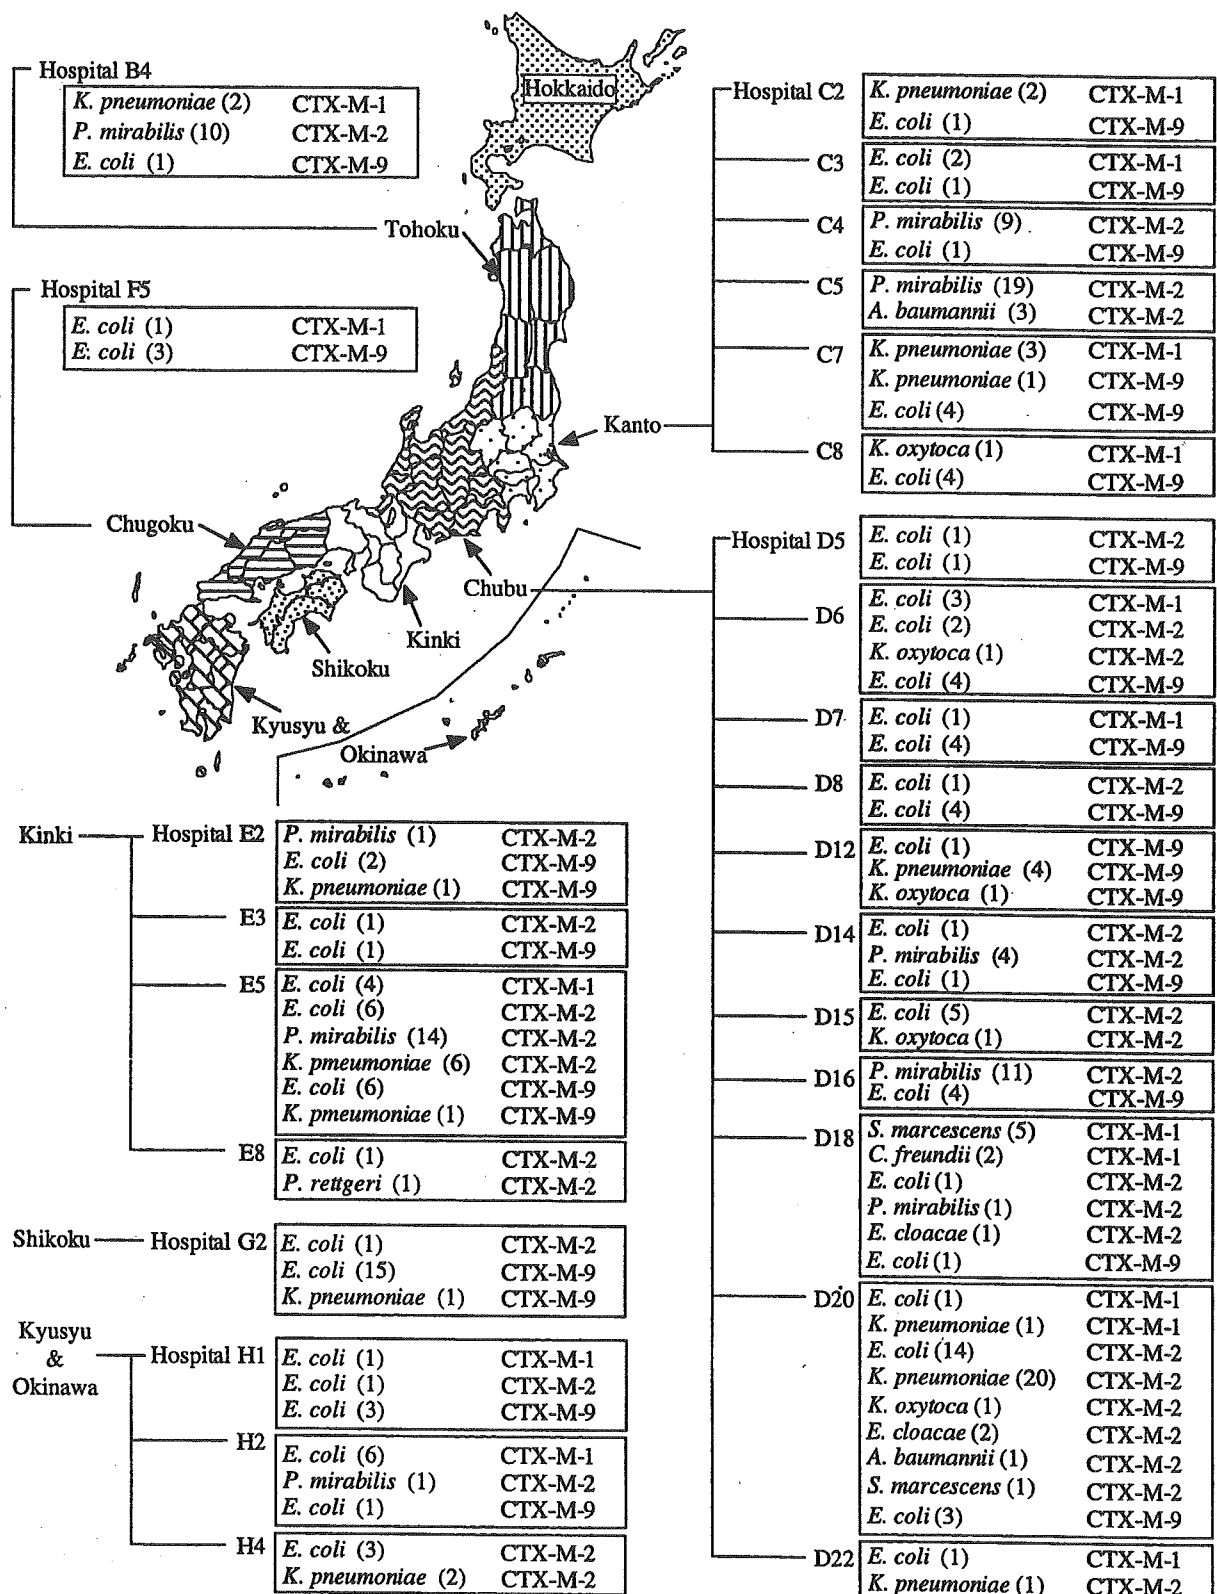 Hospital B4
K. pneumoniae (2) CTX-M-1
P. mirabilis (10) CTX-M-2
E. coli (1) CTX-M-9
Hospital F5
E. coli (1) CTX-M-1
E. coli (3) CTX-M-9
Hokkaido
Tohoku
Kanto
Chugoku
Chubu
Kinki
Shikoku
Kyusyu &
Okinawa
Hospital C2
K. pneumoniae (2) CTX-M-1
E. coli (1) CTX-M-9
C3
E. coli (2) CTX-M-1
E. coli (1) CTX-M-9
C4
P. mirabilis (9) CTX-M-2
E. coli (1) CTX-M-9
C5
P. mirabilis (19) CTX-M-2
A. baumannii (3) CTX-M-2
C7
K. pneumoniae (3) CTX-M-1
K. pneumoniae (1) CTX-M-9
E. coli (4) CTX-M-9
C8
K. oxytoca (1) CTX-M-1
E. coli (4) CTX-M-9
Hospital D5
E. coli (1) CTX-M-2
E. coli (1) CTX-M-9
D6
E. coli (3) CTX-M-1
E. coli (2) CTX-M-2
K. oxytoca (1) CTX-M-2
E. coli (4) CTX-M-9
D7
E. coli (1) CTX-M-1
E. coli (4) CTX-M-9
D8
E. coli (1) CTX-M-2
E. coli (4) CTX-M-9
D12
E. coli (1) CTX-M-9
K. pneumoniae (4) CTX-M-9
K. oxytoca (1) CTX-M-9
D14
E. coli (1) CTX-M-2
P. mirabilis (4) CTX-M-2
E. coli (1) CTX-M-9
D15
E. coli (5) CTX-M-2
K. oxytoca (1) CTX-M-2
D16
P. mirabilis (11) CTX-M-2
E. coli (4) CTX-M-9
D18
S. marcescens (5) CTX-M-1
C. freundii (2) CTX-M-1
E. coli (1) CTX-M-2
P. mirabilis (1) CTX-M-2
E. cloacae (1) CTX-M-2
E. coli (1) CTX-M-9
D20
E. coli (1) CTX-M-1
K. pneumoniae (1) CTX-M-1
E. coli (14) CTX-M-2
K. pneumoniae (20) CTX-M-2
K. oxytoca (1) CTX-M-2
E. cloacae (2) CTX-M-2
A. baumannii (1) CTX-M-2
S. marcescens (1) CTX-M-2
E. coli (3) CTX-M-9
D22
E. coli (1) CTX-M-1
K. pneumoniae (1) CTX-M-2
Kinki
Hospital E2
P. mirabilis (1) CTX-M-2
E. coli (2) CTX-M-9
K. pneumoniae (1) CTX-M-9
E3
E. coli (1) CTX-M-2
E. coli (1) CTX-M-9
E5
E. coli (4) CTX-M-1
E. coli (6) CTX-M-2
P. mirabilis (14) CTX-M-2
K. pmeumoniae (6) CTX-M-2
E. coli (6) CTX-M-9
K. pmeumoniae (1) CTX-M-9
E8
E. coli (1) CTX-M-2
P. rettgeri (1) CTX-M-2
Shikoku
Hospital G2
E. coli (1) CTX-M-2
E. coli (15) CTX-M-9
K. pneumoniae (1) CTX-M-9
Kyusyu
&
Okinawa
Hospital H1
E. coli (1) CTX-M-1
E. coli (1) CTX-M-2
E. coli (3) CTX-M-9
H2
E. coli (6) CTX-M-1
P. mirabilis (1) CTX-M-2
E. coli (1) CTX-M-9
H4
E. coli (3) CTX-M-2
K. pneumoniae (2) CTX-M-2